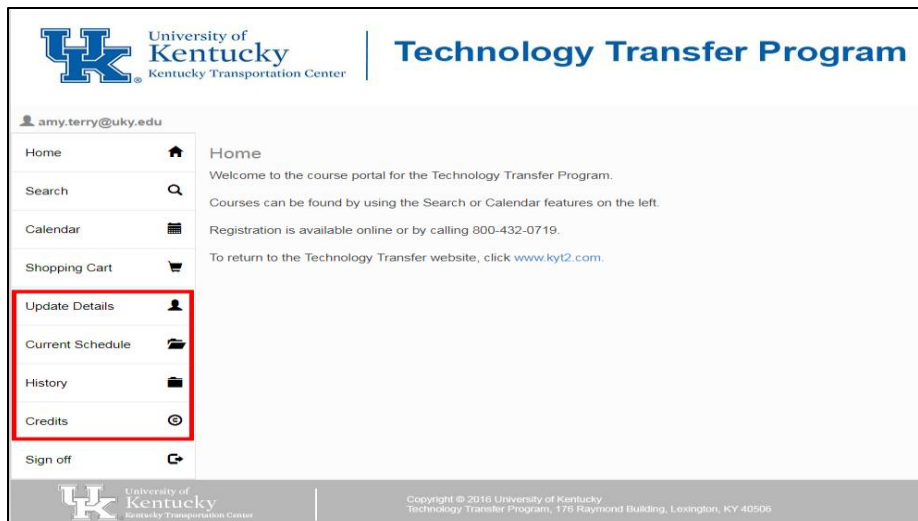 University of
Kentucky
Kentucky Transportation Center
Technology Transfer Program
amy.terry@uky.edu
Home
Search
Calendar
Shopping Cart
Update Details
Current Schedule
History
Credits
Sign off
Home
Welcome to the course portal for the Technology Transfer Program.
Courses can be found by using the Search or Calendar features on the left.
Registration is available online or by calling 800-432-0719.
To return to the Technology Transfer website, click www.kyt2.com.
University of
Kentucky
Kentucky Transportation Center
Copyright © 2016 University of Kentucky
Technology Transfer Program, 176 Raymond Building, Lexington, KY 40506